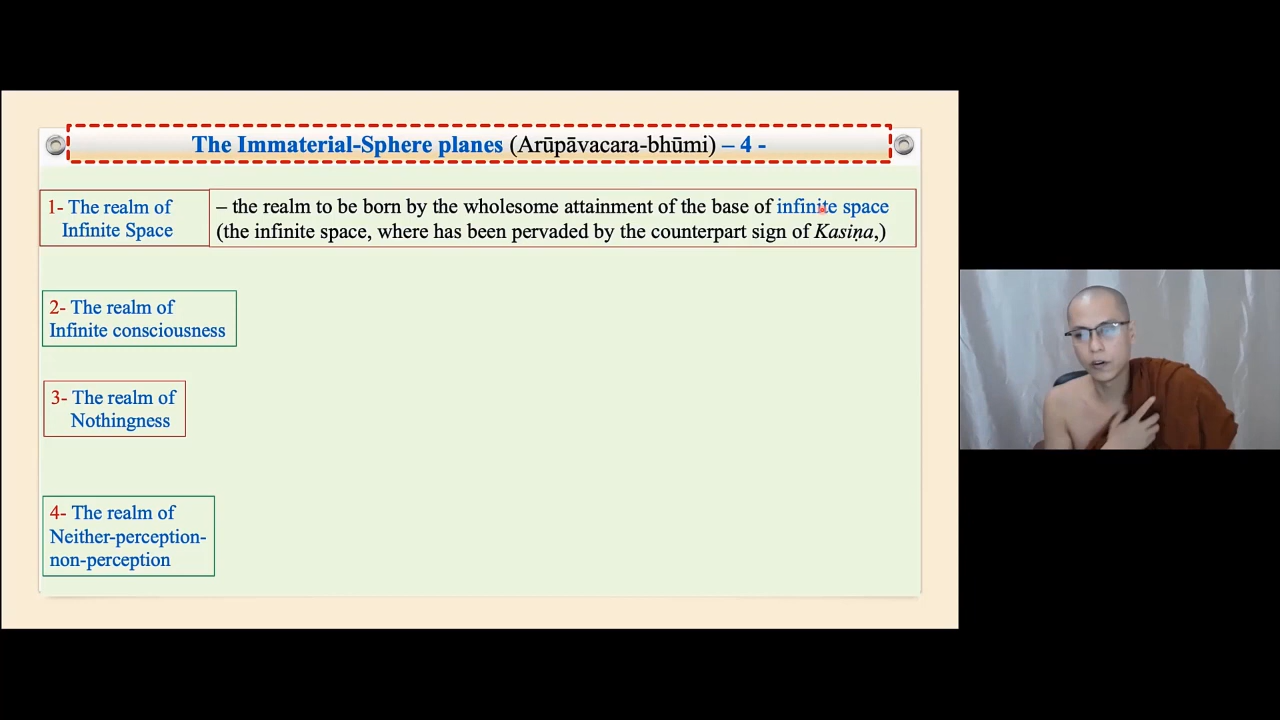 The Immaterial-Sphere planes (Arūpāvacara-bhūmi) – 4 -
1- The realm of
Infinite Space
– the realm to be born by the wholesome attainment of the base of infinite space
(the infinite space, where has been pervaded by the counterpart sign of Kasiṇa,)
2- The realm of
Infinite consciousness
3- The realm of
Nothingness
4- The realm of
Neither-perception-
non-perception